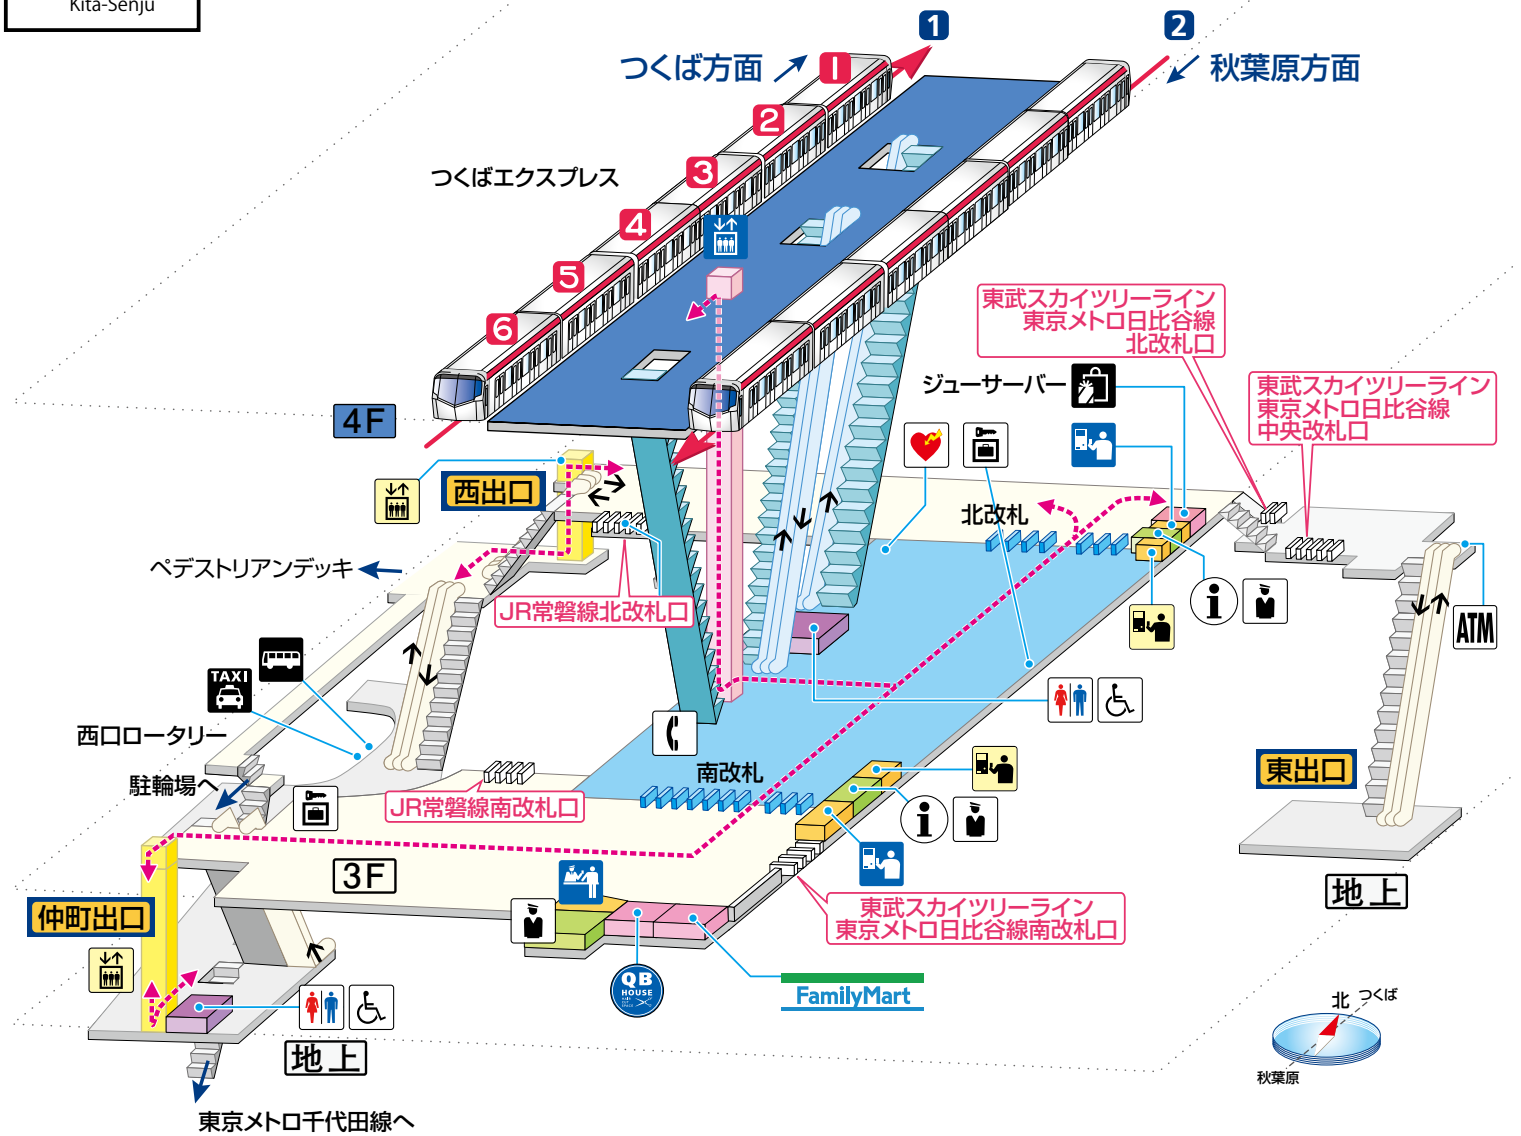 Kita-Senju
1
2
つくば方面
秋葉原方面
1
2
3
4
5
6
つくばエクスプレス
4F
東武スカイツリーライン
東京メトロ日比谷線
北改札口
ジューサーバー
東武スカイツリーライン
東京メトロ日比谷線
中央改札口
西出口
北改札
ペデストリアンデッキ
JR常磐線北改札口
ATM
TAXI
西口ロータリー
駐輪場へ
南改札
東出口
JR常磐線南改札口
3F
地上
仲町出口
東武スカイツリーライン
東京メトロ日比谷線南改札口
QB
HOUSE
FamilyMart
地上
北
つくば
秋葉原
東京メトロ千代田線へ